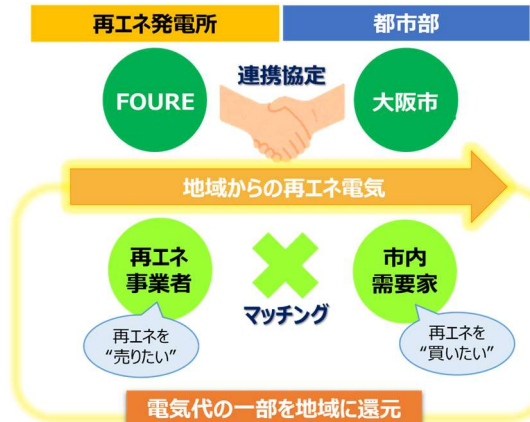 再エネ発電所
都市部
FOURE
連携協定
大阪市
地域からの再エネ電気
再エネ
事業者
マッチング
市内
需要家
再エネを
“売りたい”
再エネを
“買いたい”
電気代の一部を地域に還元